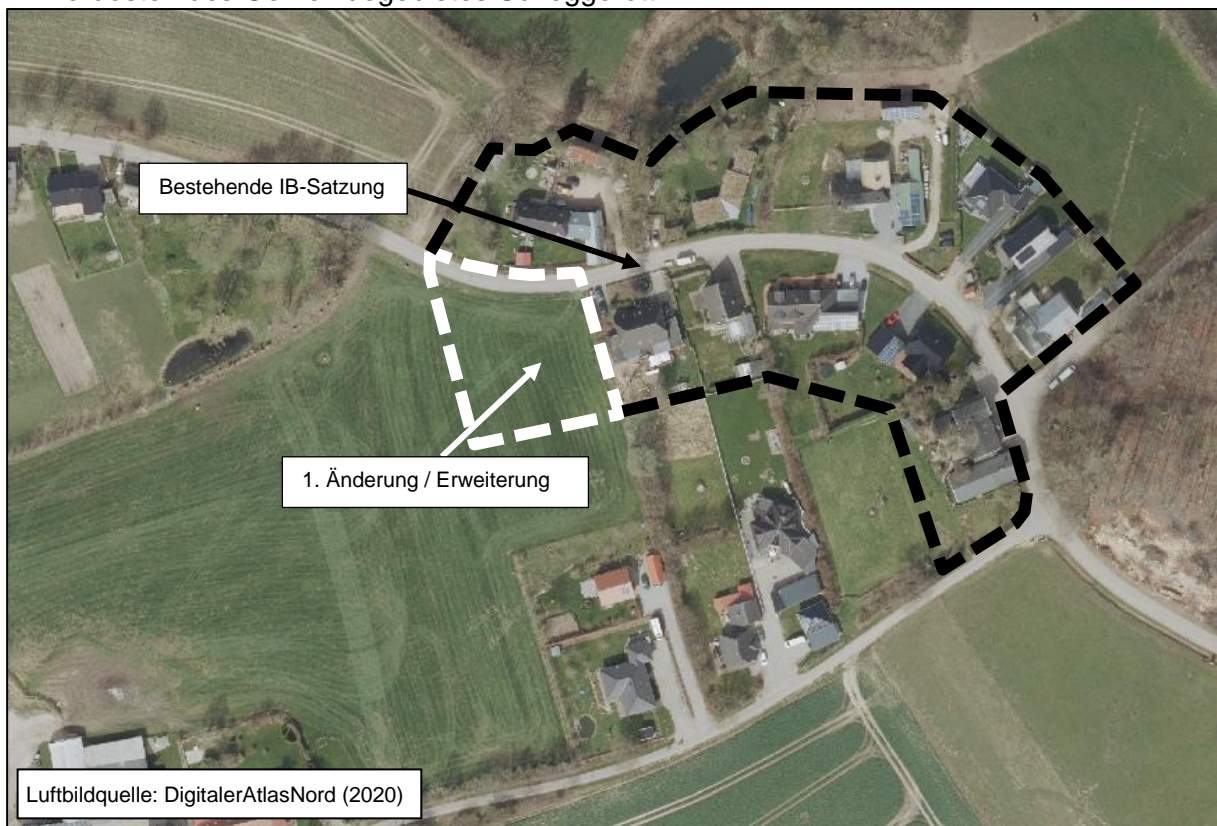 Bestehende IB-Satzung
1. Änderung / Erweiterung
Luftbildquelle: DigitalerAtlasNord (2020)